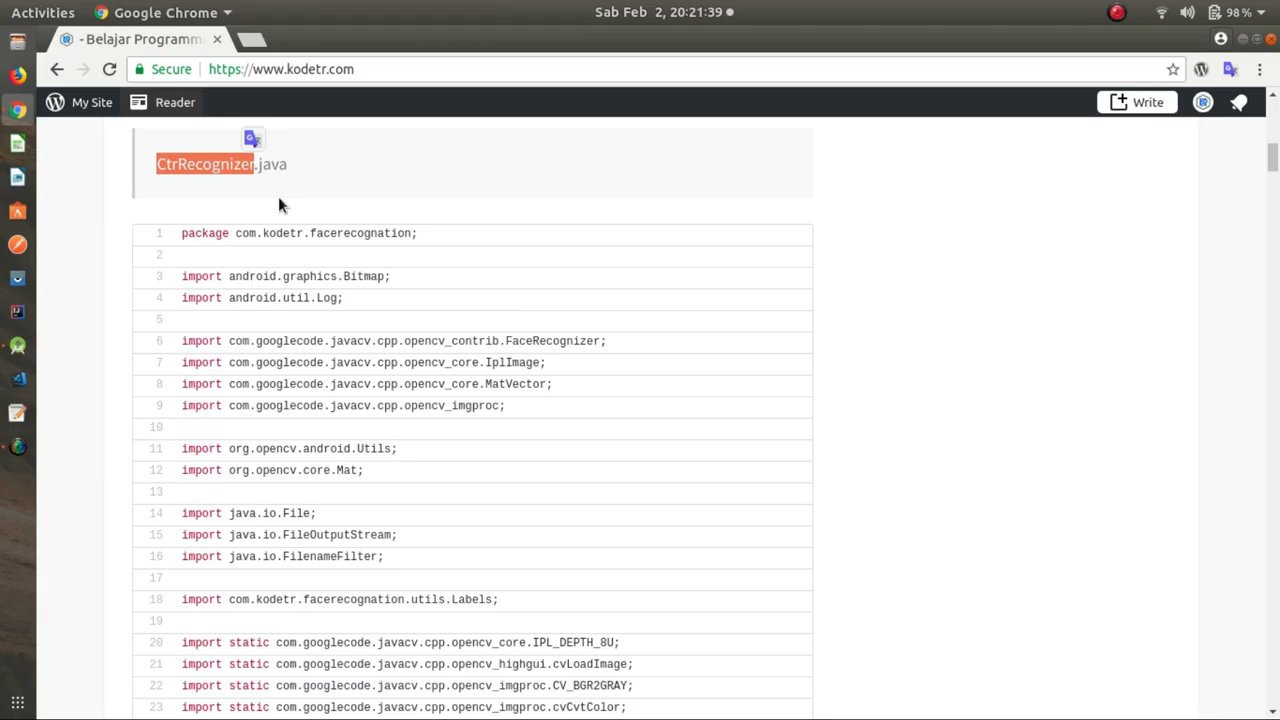 Activities
Google Chrome
Sab Feb 2, 20:21:39
98%
- Belajar Programm
Secure
https://www.kodetr.com
My Site
Reader
Write
CtrRecognizer.java
1 package com.kodetr.facerecognation;
2
3 import android.graphics.Bitmap;
4 import android.util.Log;
5
6 import com.googlecode.javacv.cpp.opencv_contrib.FaceRecognizer;
7 import com.googlecode.javacv.cpp.opencv_core.IplImage;
8 import com.googlecode.javacv.cpp.opencv_core.MatVector;
9 import com.googlecode.javacv.cpp.opencv_imgproc;
10
11 import org.opencv.android.Utils;
12 import org.opencv.core.Mat;
13
14 import java.io.File;
15 import java.io.FileOutputStream;
16 import java.io.FilenameFilter;
17
18 import com.kodetr.facerecognation.utils.Labels;
19
20 import static com.googlecode.javacv.cpp.opencv_core.IPL_DEPTH_8U;
21 import static com.googlecode.javacv.cpp.opencv_highgui.cvLoadImage;
22 import static com.googlecode.javacv.cpp.opencv_imgproc.CV_BGR2GRAY;
23 import static com.googlecode.javacv.cpp.opencv_imgproc.cvCvtColor;